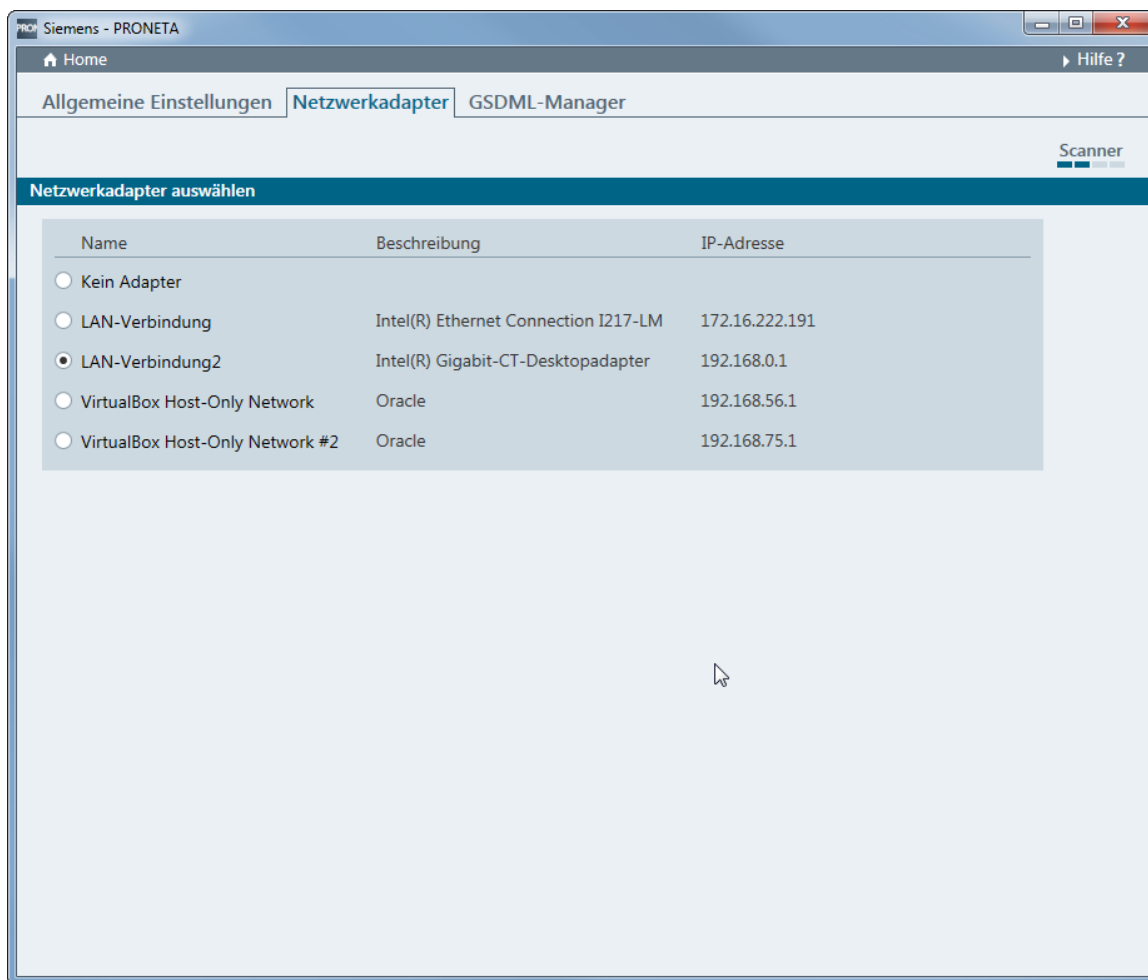 Siemens - PRONETA
Home Hilfe ?
Allgemeine Einstellungen Netzwerkadapter GSDML-Manager
Scanner
Netzwerkadapter auswählen
Name Beschreibung IP-Adresse
Kein Adapter
LAN-Verbindung Intel(R) Ethernet Connection I217-LM 172.16.222.191
LAN-Verbindung2 Intel(R) Gigabit-CT-Desktopadapter 192.168.0.1
VirtualBox Host-Only Network Oracle 192.168.56.1
VirtualBox Host-Only Network #2 Oracle 192.168.75.1